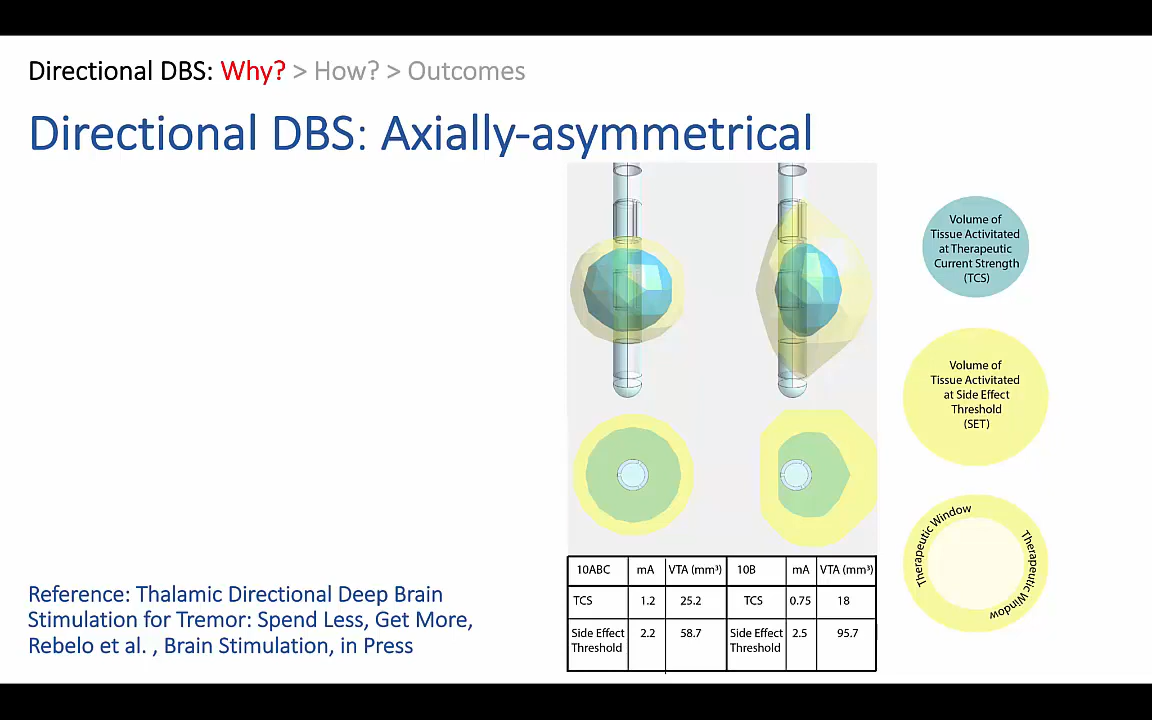 Directional DBS: Why? > How? > Outcomes
Directional DBS: Axially-asymmetrical
Volume of
Tissue Activitated
at Therapeutic
Current Strength
(TCS)
Volume of
Tissue Activitated
at Side Effect
Threshold
(SET)
Therapeutic Window
Therapeutic Window
10ABC mA VTA (mm³) 10B mA VTA (mm³)
TCS 1.2 25.2 TCS 0.75 18
Side Effect Threshold 2.2 58.7 Side Effect Threshold 2.5 95.7
Reference: Thalamic Directional Deep Brain
Stimulation for Tremor: Spend Less, Get More,
Rebelo et al. , Brain Stimulation, in Press